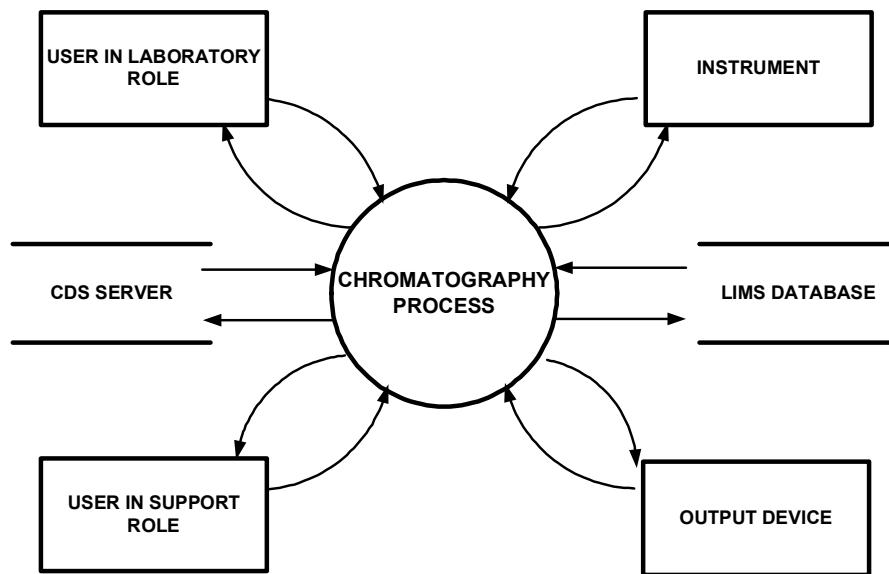 USER IN LABORATORY
ROLE
INSTRUMENT
CDS SERVER
CHROMATOGRAPHY
PROCESS
LIMS DATABASE
USER IN SUPPORT
ROLE
OUTPUT DEVICE